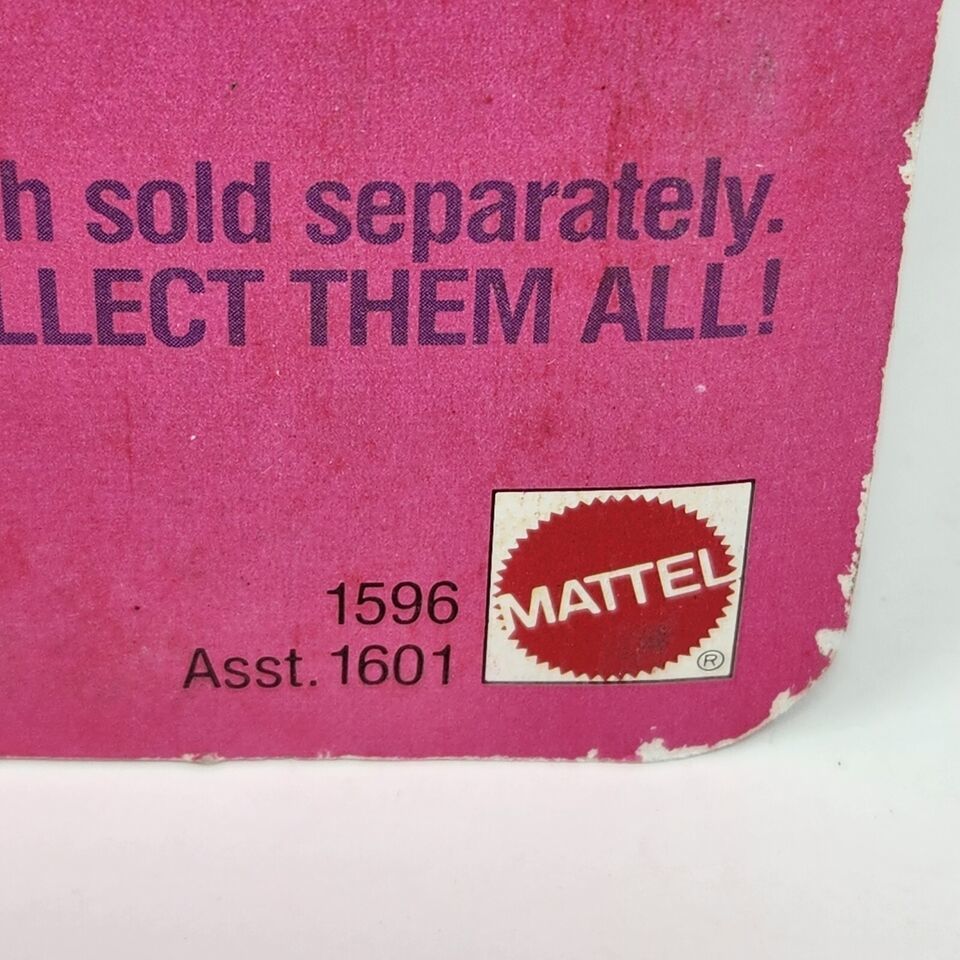 h sold separately.
LLECT THEM ALL!
1596
Asst. 1601
MATTEL
®